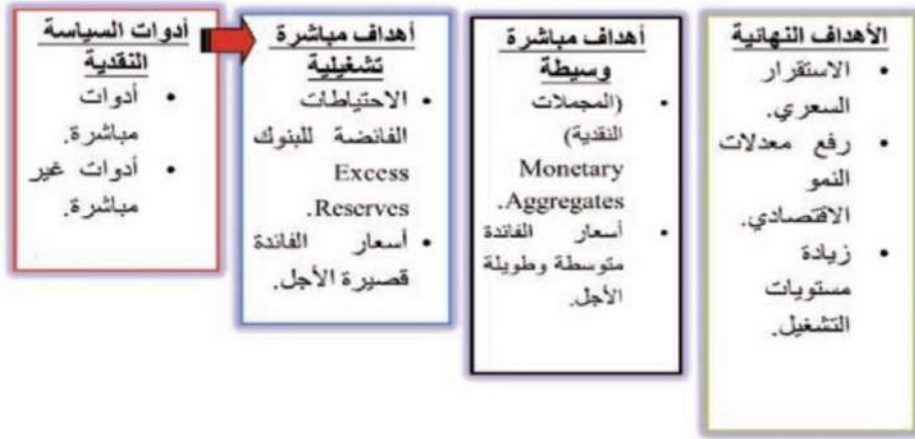 أدوات السياسة
النقدية
• أدوات
مباشرة.
• أدوات غير
مباشرة.
أهداف مباشرة
تشغيلية
• الاحتياطات
الفائضة للبنوك
Excess
Reserves.
• أسعار الفائدة
قصيرة الأجل.
أهداف مباشرة
وسيطة
• (المجملات
النقدية)
Monetary
Aggregates.
• أسعار الفائدة
متوسطة وطويلة
الأجل.
الأهداف النهائية
• الاستقرار
السعري.
• رفع معدلات
النمو
الاقتصادي.
• زيادة
مستويات
التشغيل.